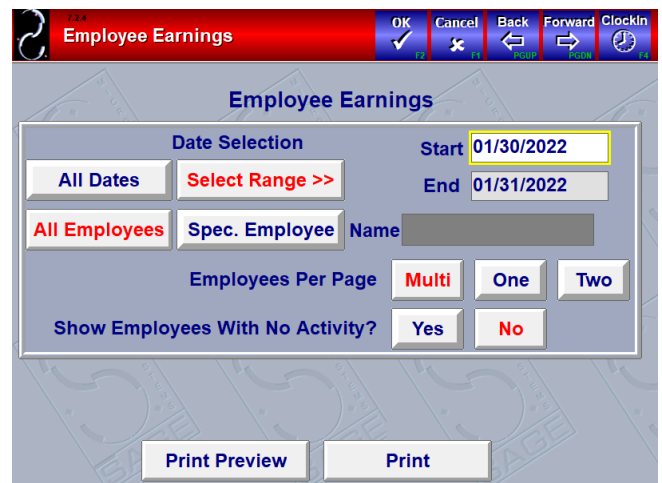 7.2.4
Employee Earnings
OK
F2
Cancel
F1
Back
PGUP
Forward
PGDN
ClockIn
F4
Employee Earnings
Date Selection
Start 01/30/2022
All Dates
Select Range >>
End 01/31/2022
All Employees
Spec. Employee
Name
Employees Per Page
Multi
One
Two
Show Employees With No Activity?
Yes
No
SAGE
SAGE
Print Preview
Print